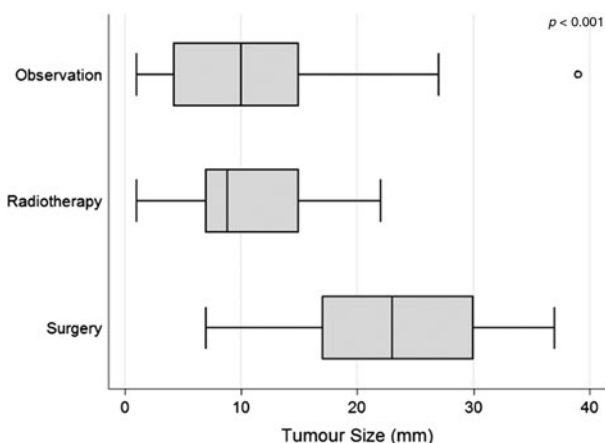 p < 0.001
Observation
Radiotherapy
Surgery
0 10 20 30 40
Tumour Size (mm)